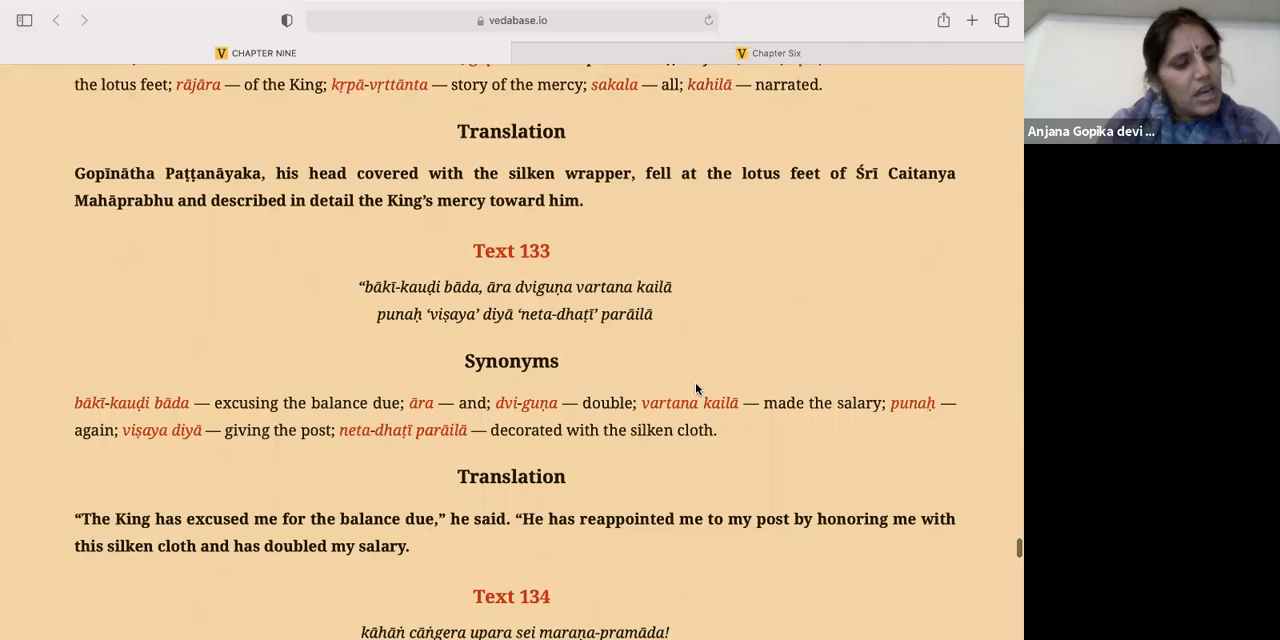 vedabase.io
CHAPTER NINE
Chapter Six
the lotus feet; rājāra — of the King; kṛpā-vṛttānta — story of the mercy; sakala — all; kahilā — narrated.
Translation
Gopīnātha Paṭṭanāyaka, his head covered with the silken wrapper, fell at the lotus feet of Śrī Caitanya
Mahāprabhu and described in detail the King’s mercy toward him.
Text 133
“bākī-kauḍi bāda, āra dviguṇa vartana kailā
punaḥ ‘viṣaya’ diyā ‘neta-dhaṭī’ parāilā
Synonyms
bākī-kauḍi bāda — excusing the balance due; āra — and; dvi-guṇa — double; vartana kailā — made the salary; punaḥ —
again; viṣaya diyā — giving the post; neta-dhaṭī parāilā — decorated with the silken cloth.
Translation
“The King has excused me for the balance due,” he said. “He has reappointed me to my post by honoring me with
this silken cloth and has doubled my salary.
Text 134
kāhāṅ cāṅgera upara sei maraṇa-pramāda!
Anjana Gopika devi ...